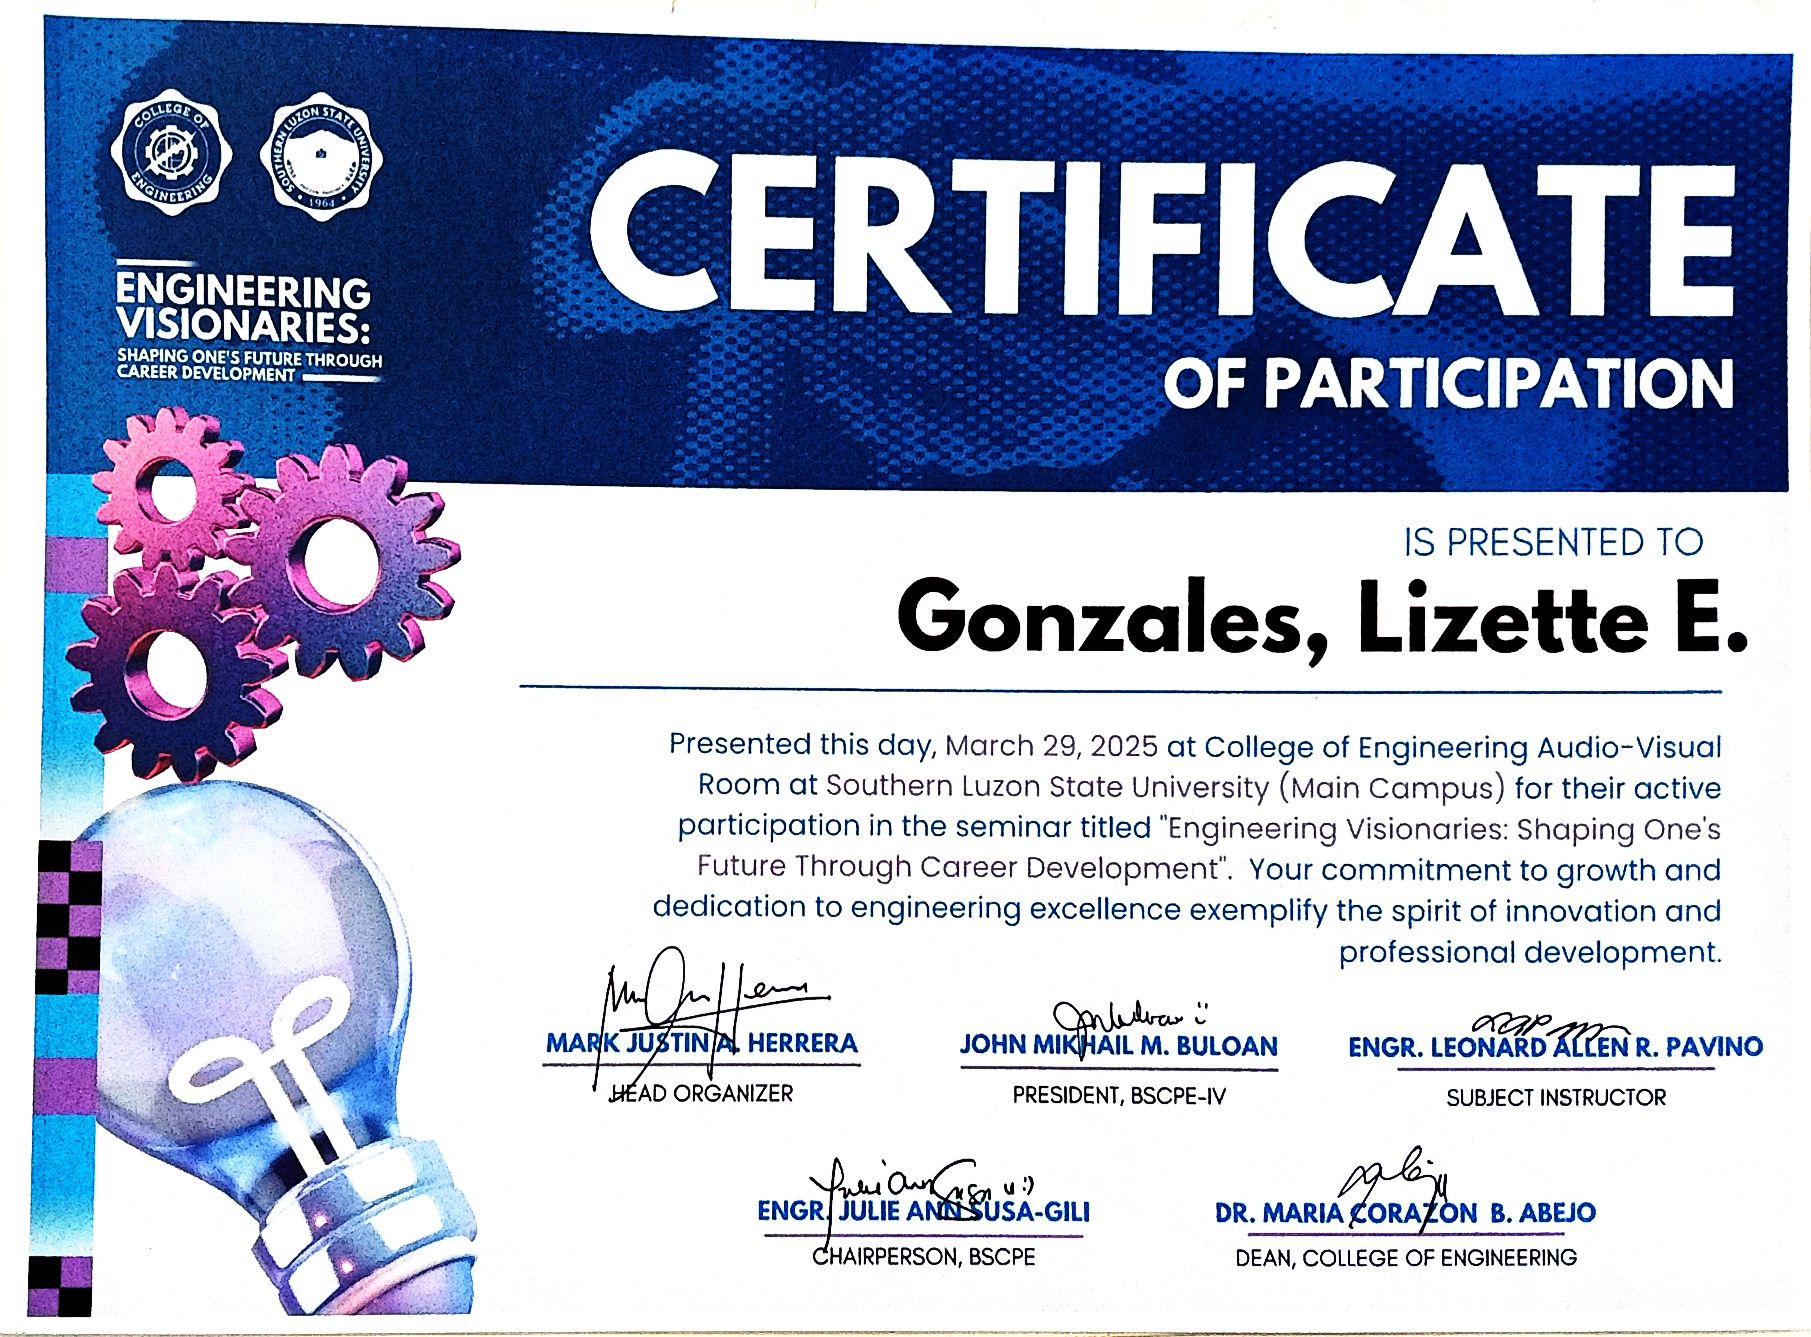 COLLEGE OF ENGINEERING
SOUTHERN LUZON STATE UNIVERSITY
1964
ENGINEERING
VISIONARIES:
SHAPING ONE'S FUTURE THROUGH
CAREER DEVELOPMENT
CERTIFICATE
OF PARTICIPATION
IS PRESENTED TO
Gonzales, Lizette E.
Presented this day, March 29, 2025 at College of Engineering Audio-Visual
Room at Southern Luzon State University (Main Campus) for their active
participation in the seminar titled "Engineering Visionaries: Shaping One's
Future Through Career Development". Your commitment to growth and
dedication to engineering excellence exemplify the spirit of innovation and
professional development.
MARK JUSTIN A. HERRERA
HEAD ORGANIZER
JOHN MIKHAIL M. BULOAN
PRESIDENT, BSCPE-IV
ENGR. LEONARD ALLEN R. PAVINO
SUBJECT INSTRUCTOR
ENGR. JULIE ANN SUSA-GILI
CHAIRPERSON, BSCPE
DR. MARIA CORAZON B. ABEJO
DEAN, COLLEGE OF ENGINEERING